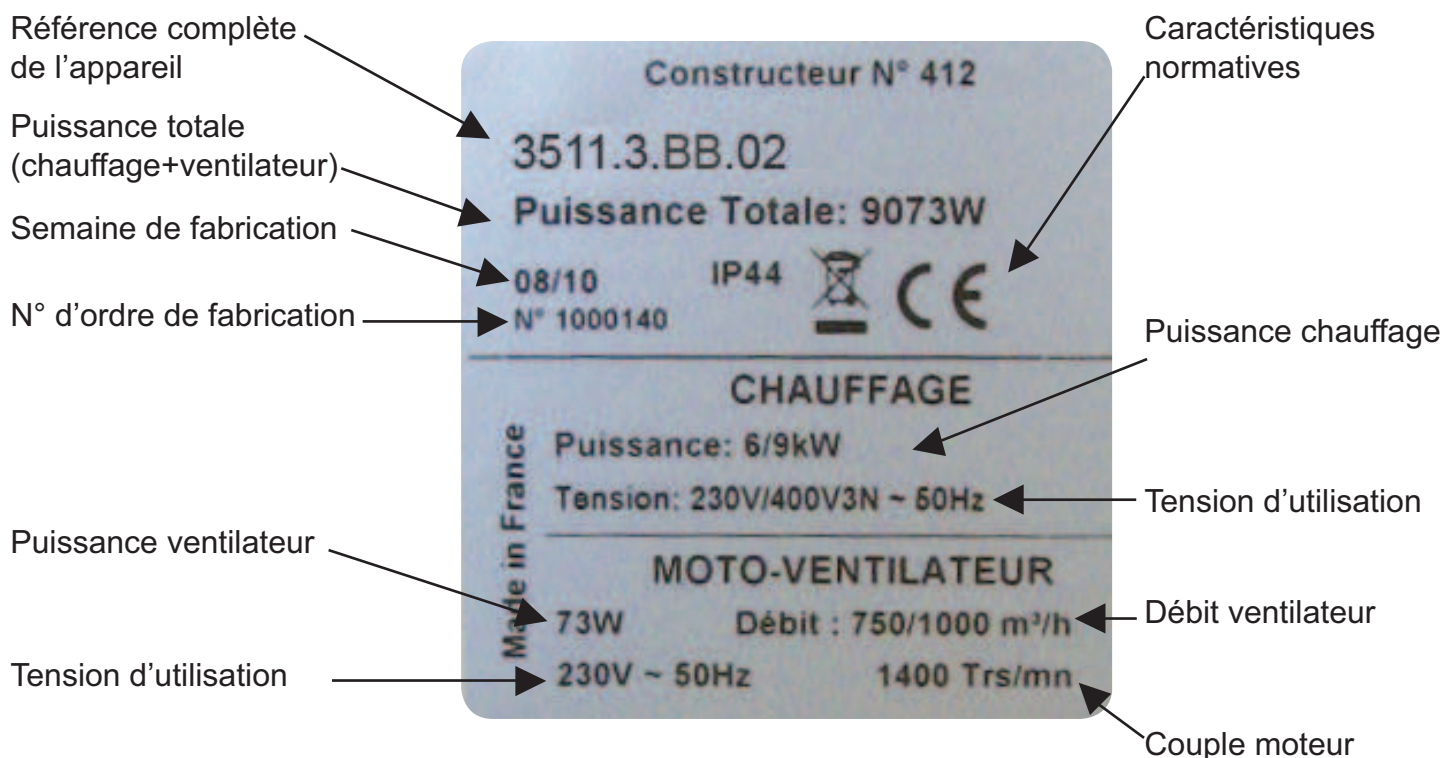 Référence complète
de l'appareil
Puissance totale
(chauffage+ventilateur)
Semaine de fabrication
N° d'ordre de fabrication
Puissance ventilateur
Tension d'utilisation
Constructeur N° 412
3511.3.BB.02
Puissance Totale: 9073W
08/10 IP44 CE
N° 1000140
CHAUFFAGE
Puissance: 6/9kW
Tension: 230V/400V3N ~ 50Hz
Made in France
MOTO-VENTILATEUR
73W Débit : 750/1000 m³/h
230V ~ 50Hz 1400 Trs/mn
Caractéristiques
normatives
Puissance chauffage
Tension d'utilisation
Débit ventilateur
Couple moteur